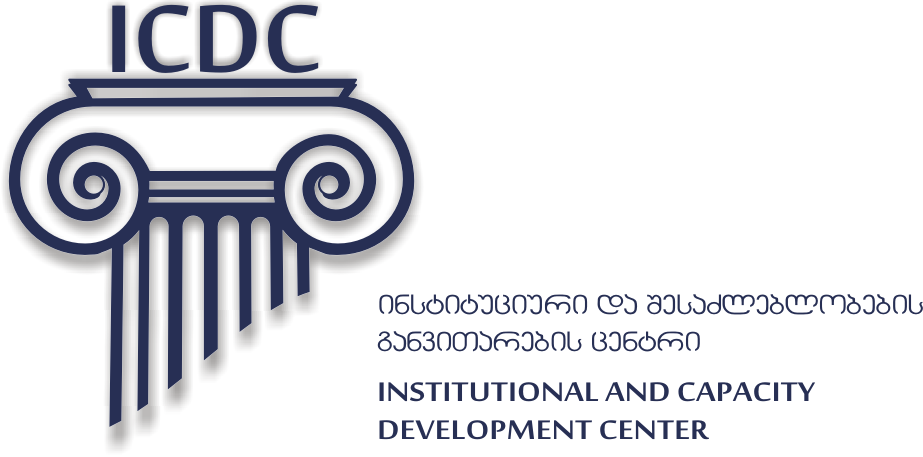 ICDC
ინსტიტუციური და შესაძლებლობების
განვითარების ცენტრი
INSTITUTIONAL AND CAPACITY
DEVELOPMENT CENTER